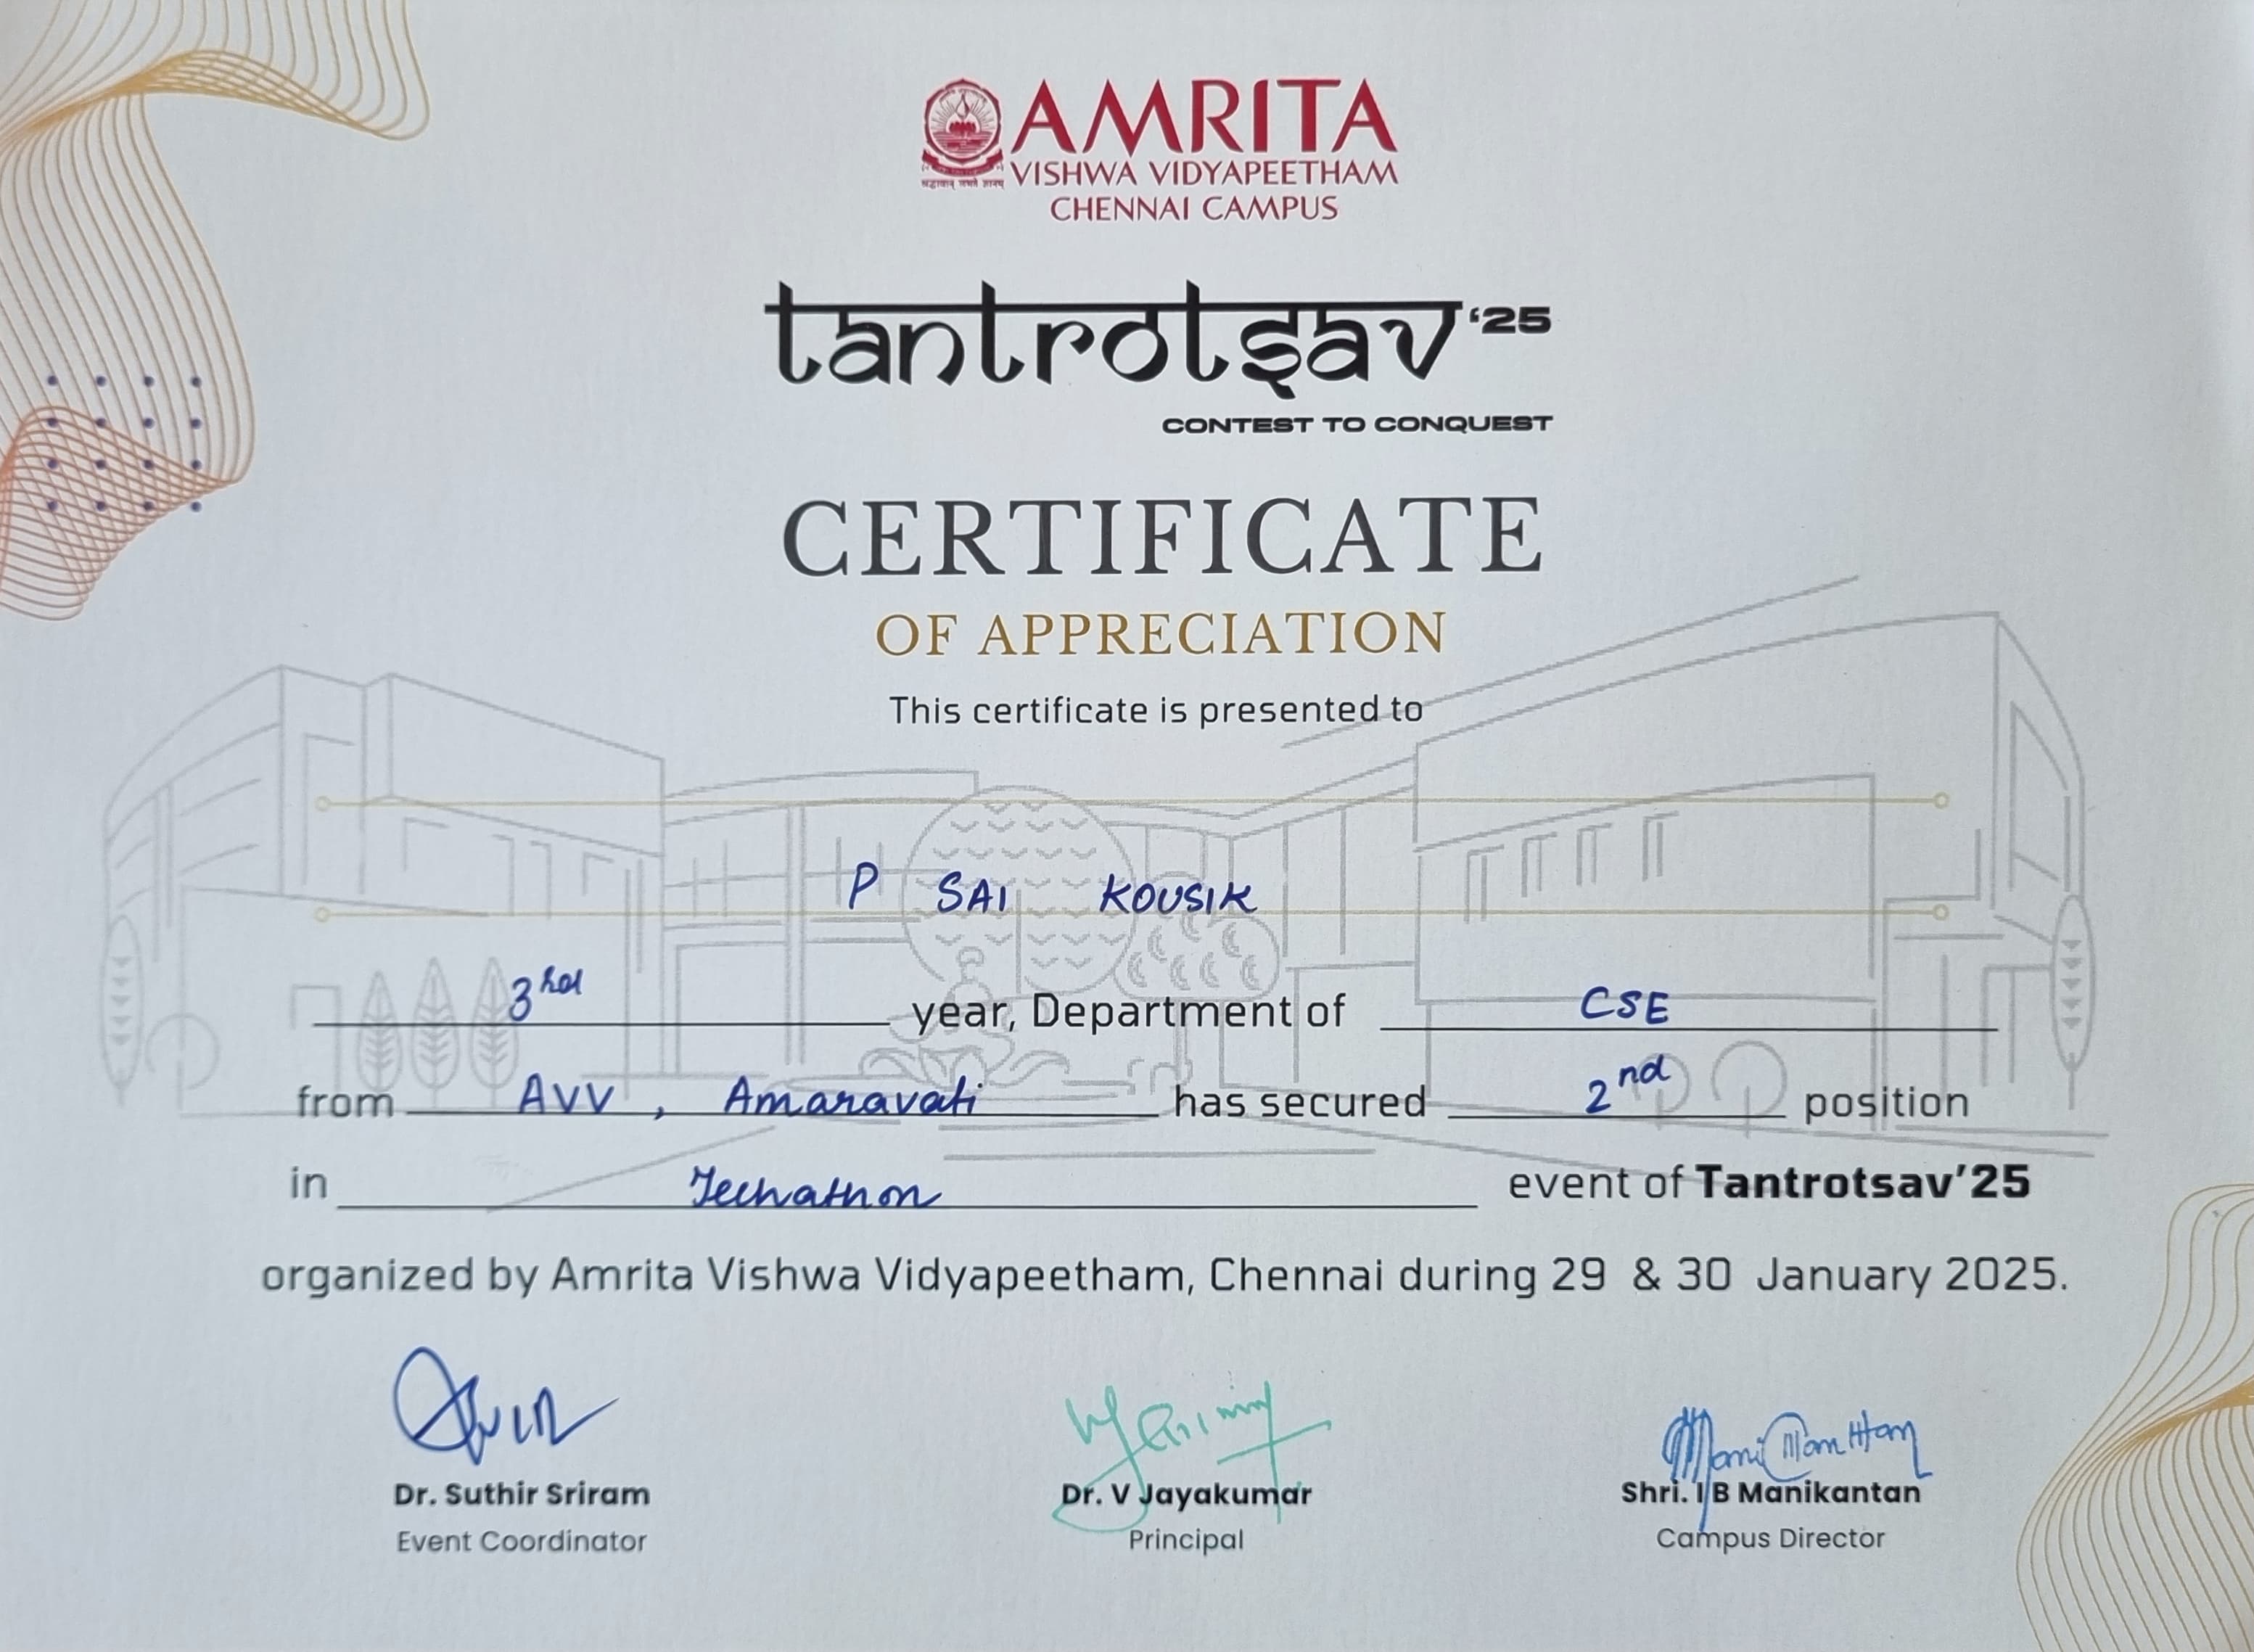 AMRITA
VISHWA VIDYAPEETHAM
श्रद्धावान् लभते ज्ञानम्
CHENNAI CAMPUS
tantrotsav '25
CONTEST TO CONQUEST
CERTIFICATE
OF APPRECIATION
This certificate is presented to
P SAI KOUSIK
3rd year, Department of CSE
from AVV, Amaravati has secured 2nd position
in Techathon event of Tantrotsav'25
organized by Amrita Vishwa Vidyapeetham, Chennai during 29 & 30 January 2025.
Dr. Suthir Sriram Dr. V Jayakumar Shri. I B Manikantan
Event Coordinator Principal Campus Director